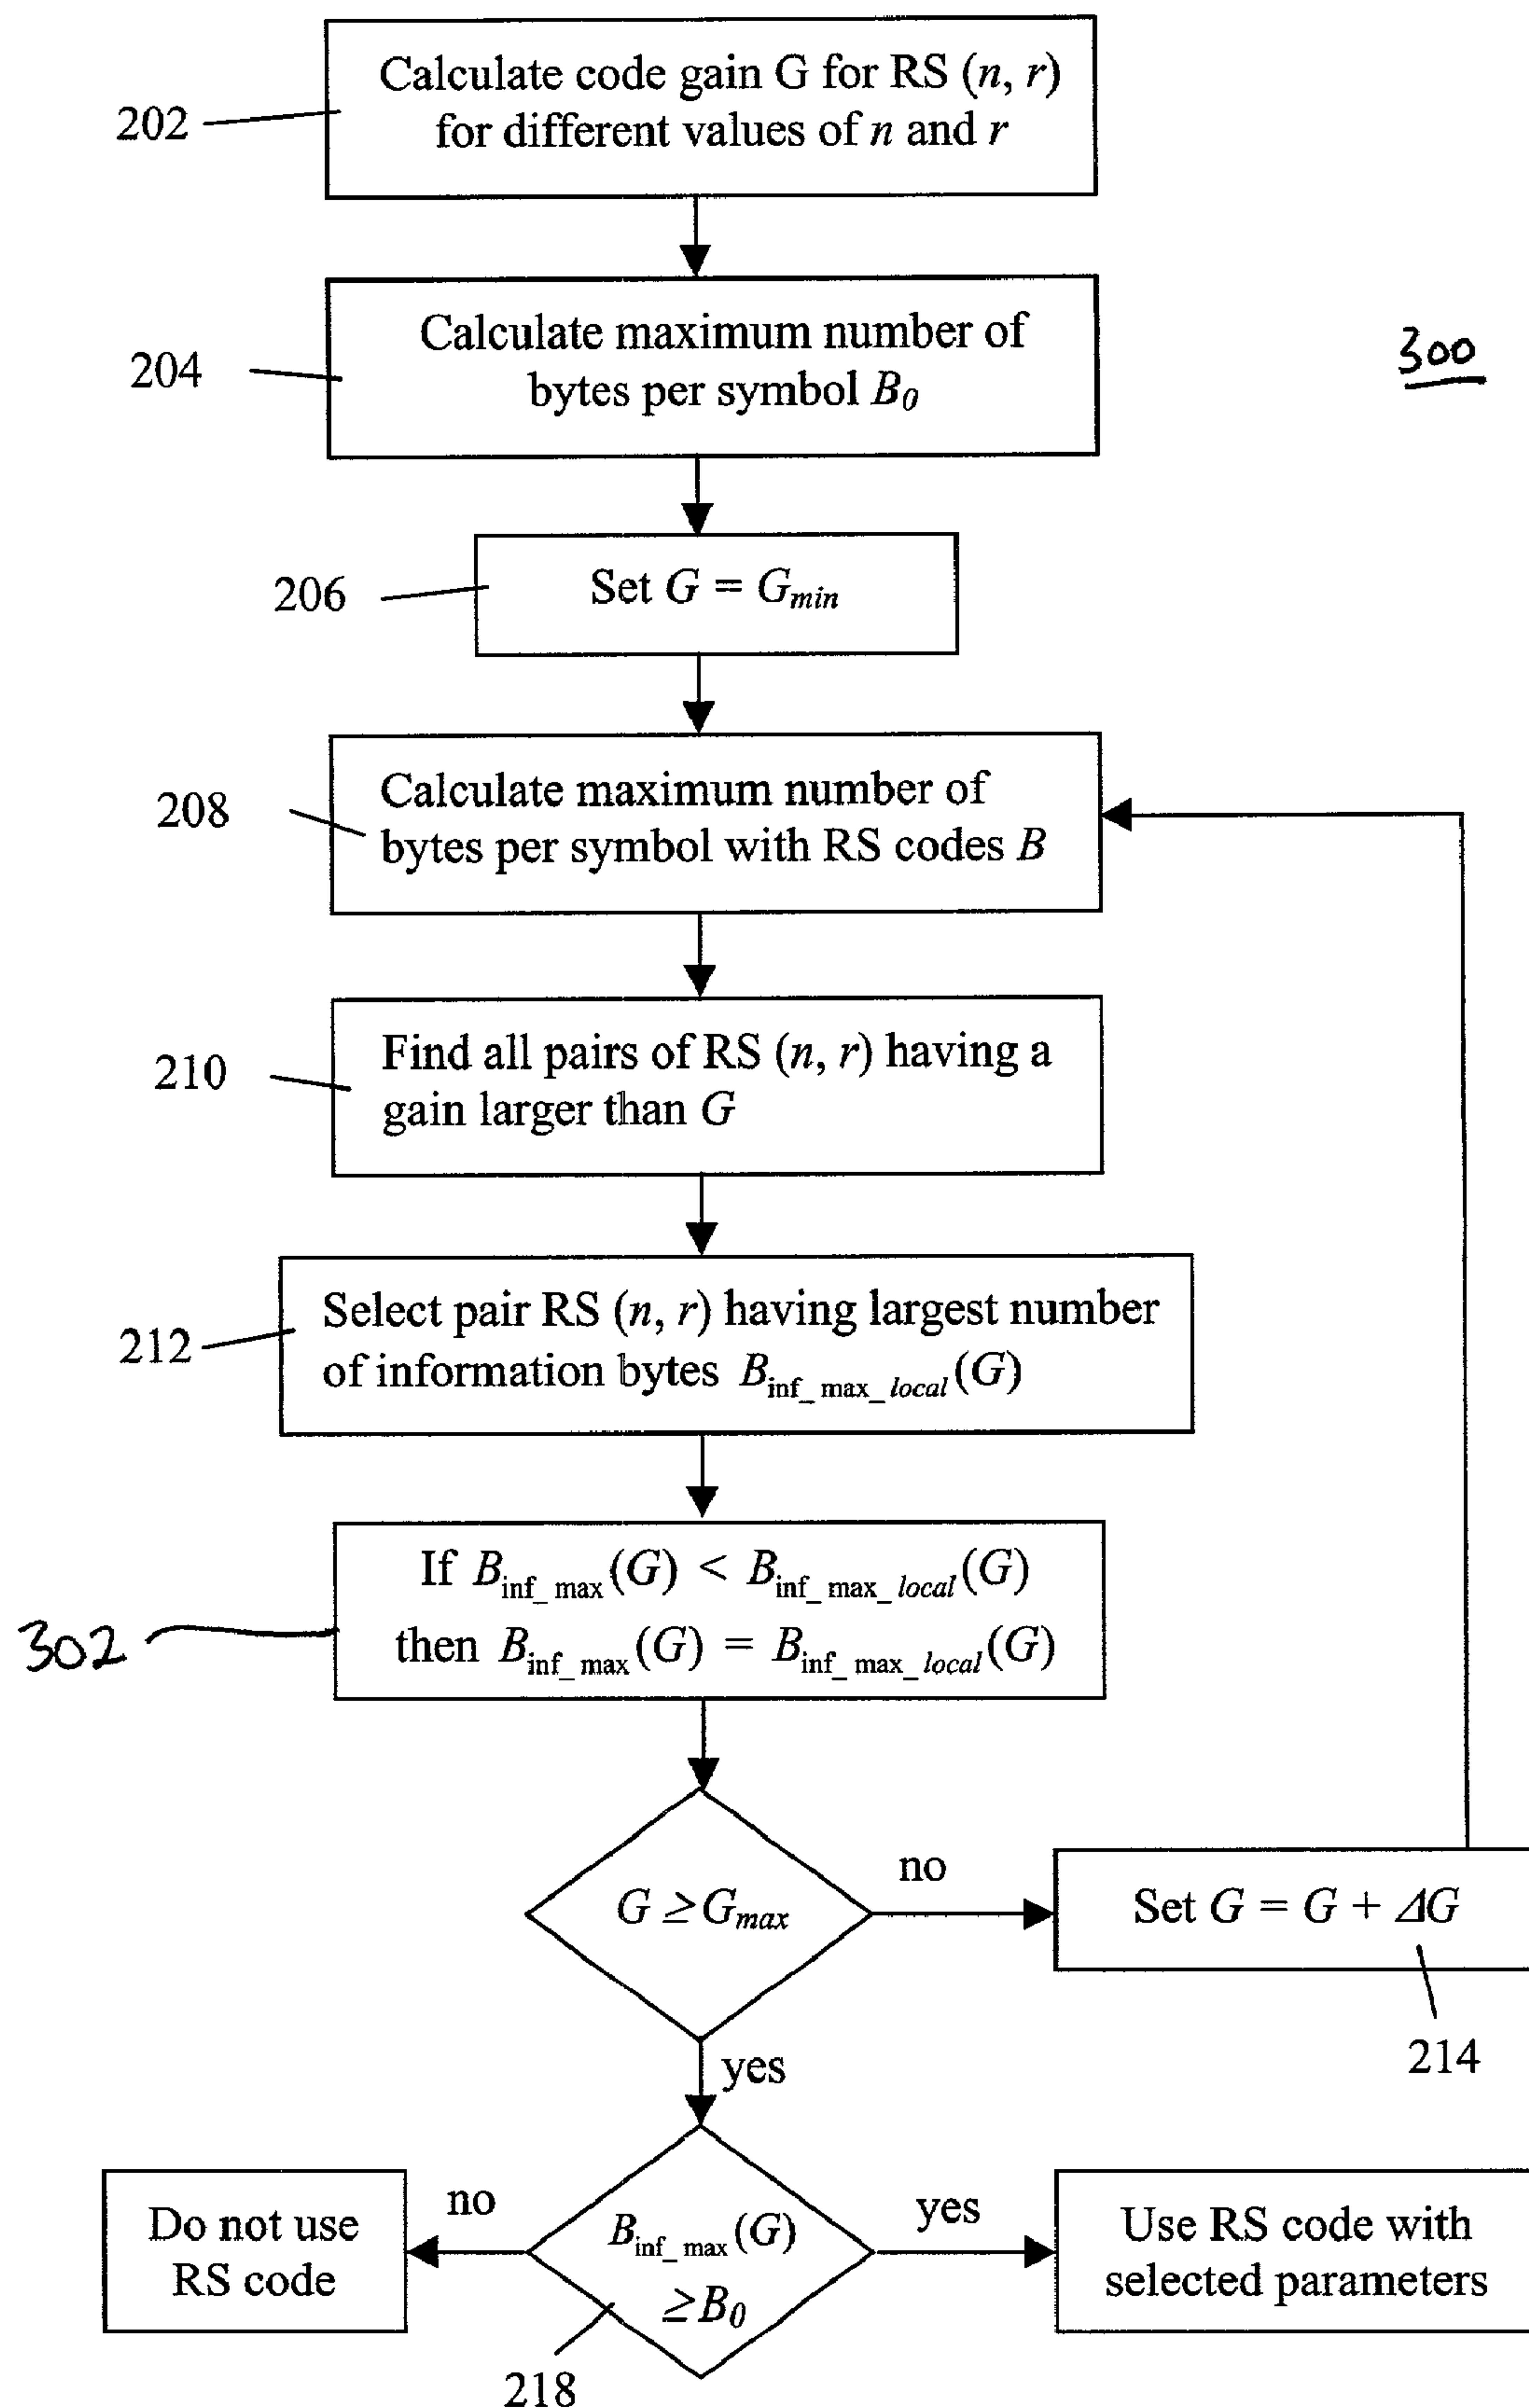 Calculate code gain G for RS (n, r)
for different values of n and r
202
Calculate maximum number of
bytes per symbol B0
204
300
Set G = Gmin
206
Calculate maximum number of
bytes per symbol with RS codes B
208
Find all pairs of RS (n, r) having a
gain larger than G
210
Select pair RS (n, r) having largest number
of information bytes Binf_max_local(G)
212
If Binf_max(G) < Binf_max_local(G)
then Binf_max(G) = Binf_max_local(G)
302
G ≥ Gmax
no
Set G = G + ΔG
214
yes
Do not use
RS code
no
Binf_max(G)
≥ B0
yes
Use RS code with
selected parameters
218